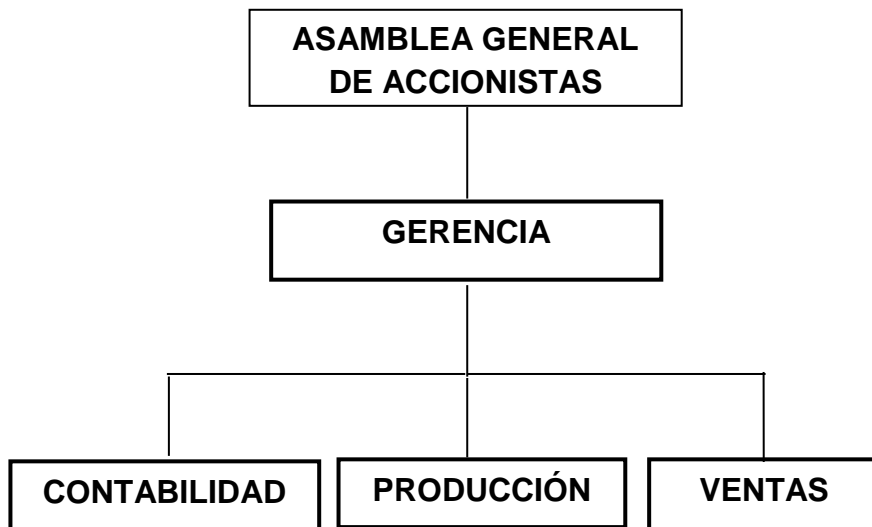 ASAMBLEA GENERAL
DE ACCIONISTAS
GERENCIA
CONTABILIDAD
PRODUCCIÓN
VENTAS